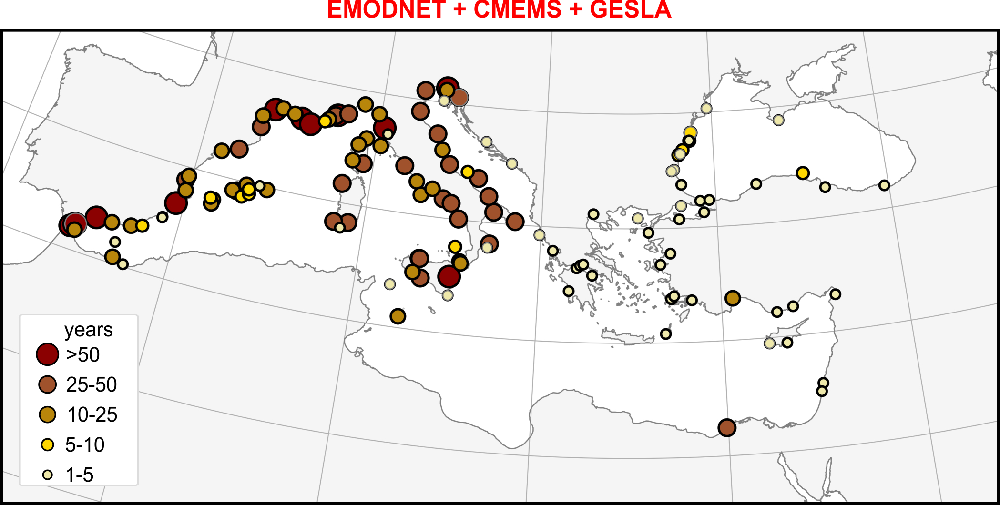 EMODNET + CMEMS + GESLA
years
>50
25-50
10-25
5-10
1-5